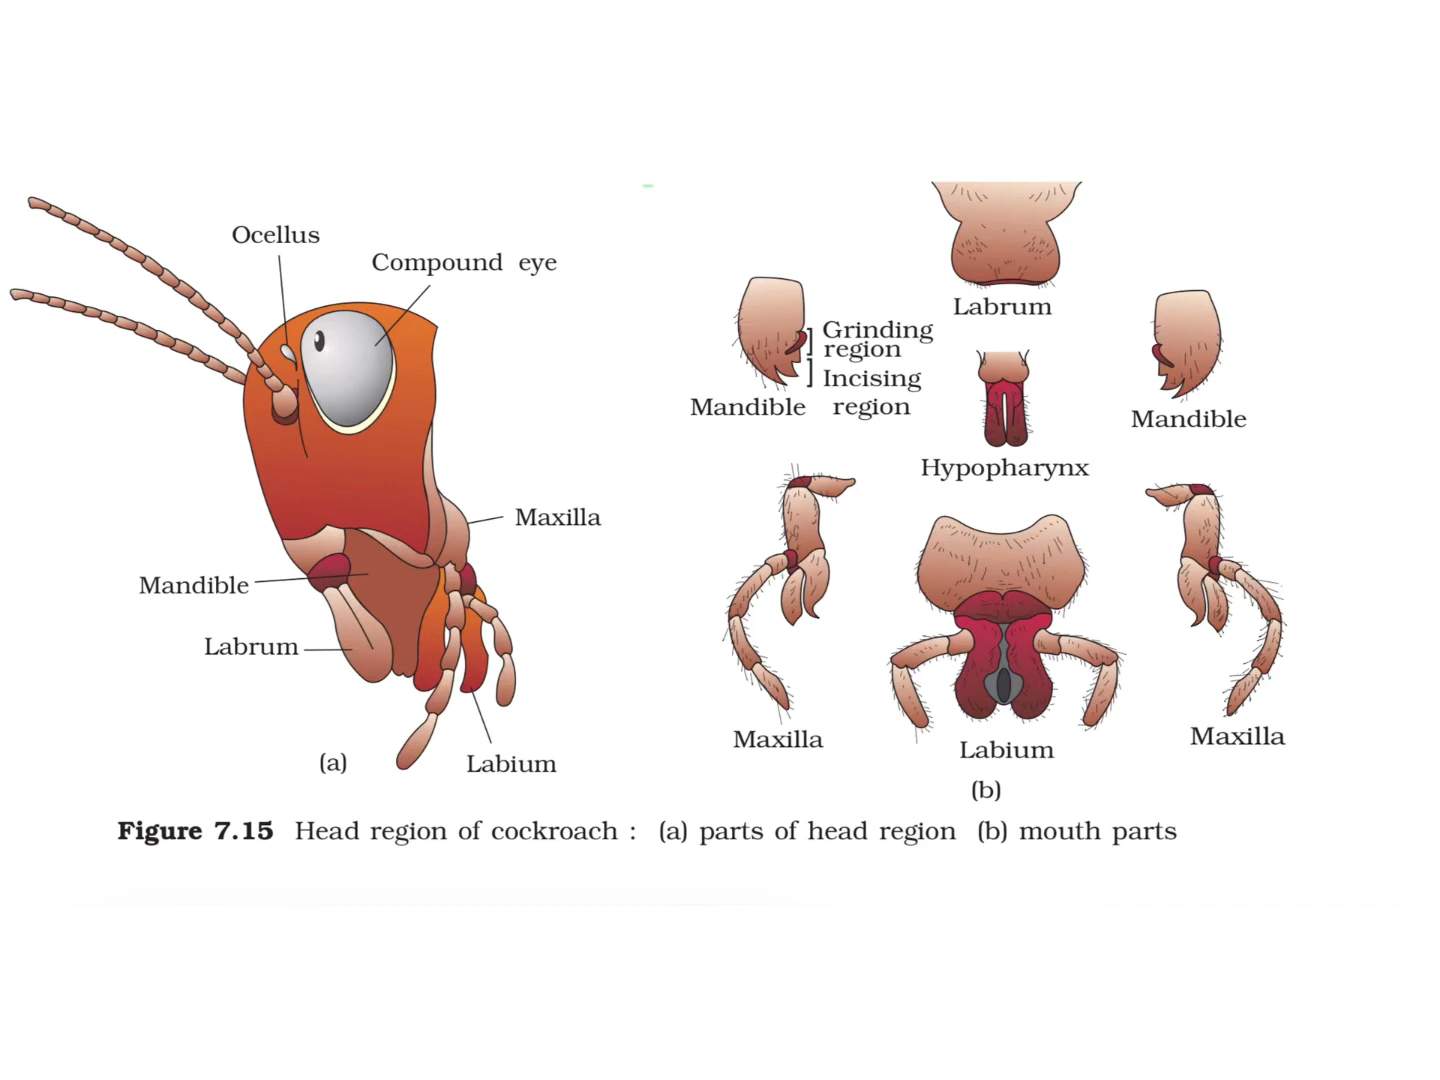 Ocellus
Compound eye
Maxilla
Mandible
Labrum
Labium
(a)
Labrum
Grinding
region
Incising
region
Mandible
Mandible
Hypopharynx
Maxilla
Labium
Maxilla
(b)
Figure 7.15 Head region of cockroach : (a) parts of head region (b) mouth parts